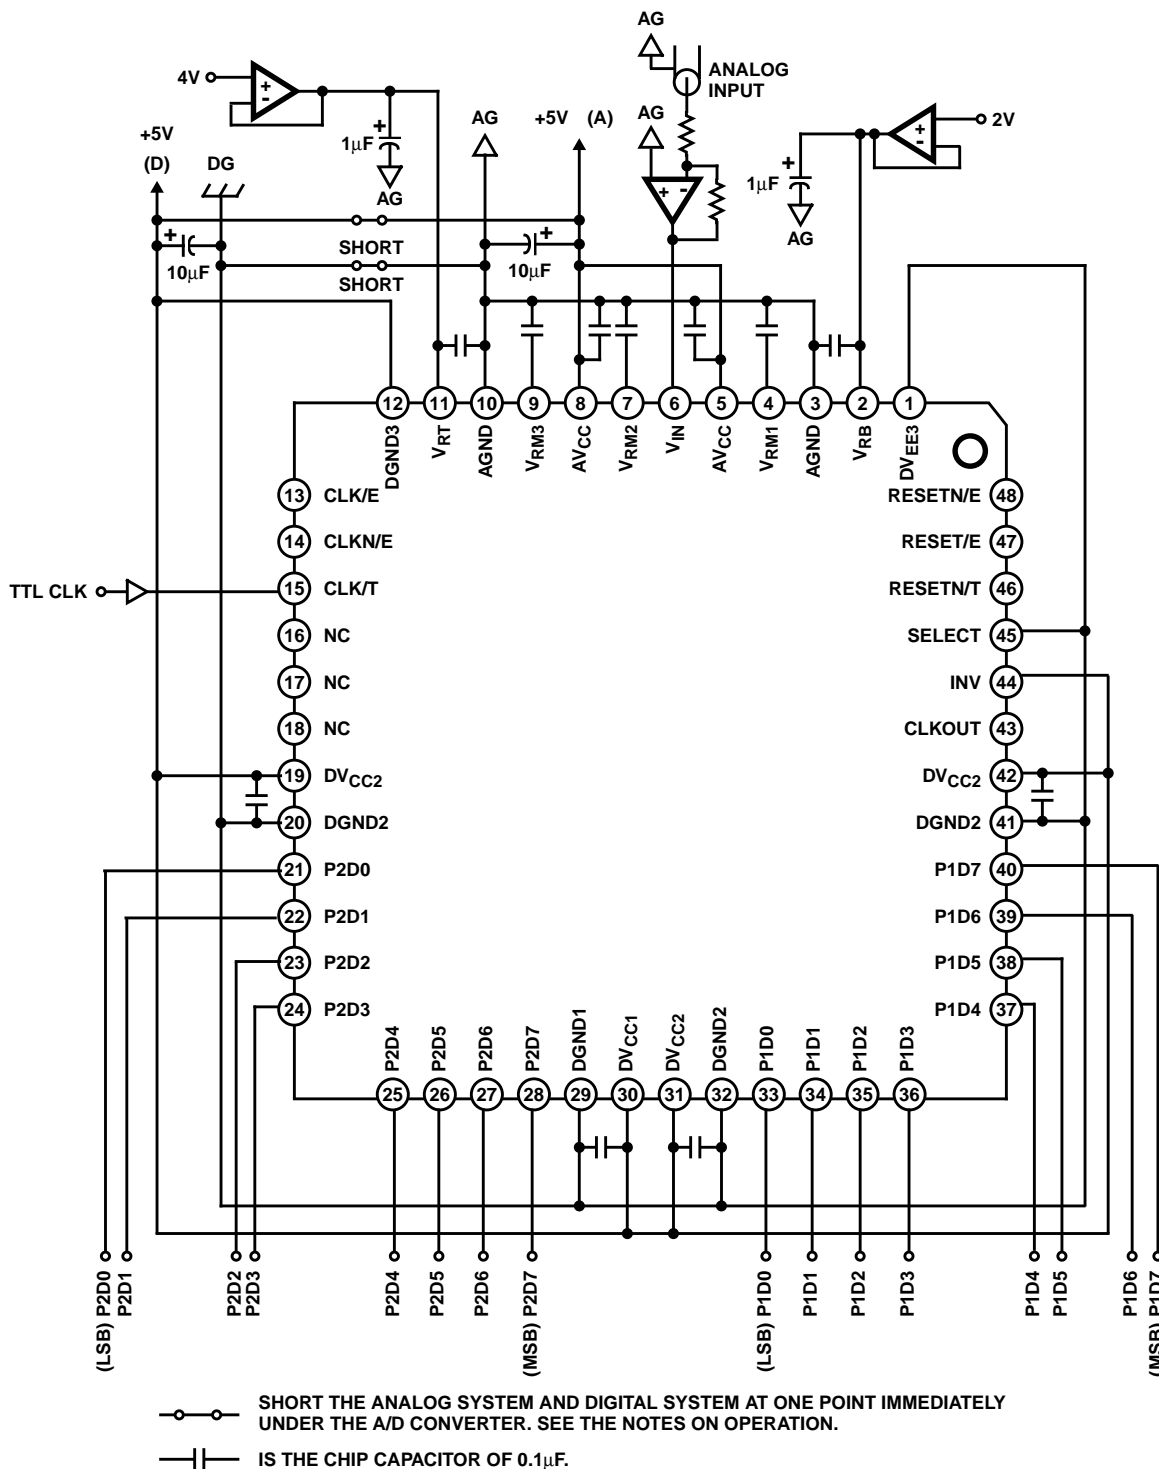 AG
ANALOG
INPUT
4V
+
-
+5V
(D)
DG
1μF
+
AG
AG
+5V (A)
AG
+
-
+
1μF
AG
+
-
2V
+
10μF
SHORT
SHORT
+
10μF
12
11
10
9
8
7
6
5
4
3
2
1
DGND3
VRT
AGND
VRM3
AVCC
VRM2
VIN
AVCC
VRM1
AGND
VRB
DVEE3
13 CLK/E
14 CLKN/E
TTL CLK
15 CLK/T
16 NC
17 NC
18 NC
19 DVCC2
20 DGND2
21 P2D0
22 P2D1
23 P2D2
24 P2D3
RESETN/E 48
RESET/E 47
RESETN/T 46
SELECT 45
INV 44
CLKOUT 43
DVCC2 42
DGND2 41
P1D7 40
P1D6 39
P1D5 38
P1D4 37
P2D4
P2D5
P2D6
P2D7
DGND1
DVCC1
DVCC2
DGND2
P1D0
P1D1
P1D2
P1D3
25
26
27
28
29
30
31
32
33
34
35
36
(LSB) P2D0
P2D1
P2D2
P2D3
P2D4
P2D5
P2D6
(MSB) P2D7
(LSB) P1D0
P1D1
P1D2
P1D3
P1D4
P1D5
P1D6
(MSB) P1D7
SHORT THE ANALOG SYSTEM AND DIGITAL SYSTEM AT ONE POINT IMMEDIATELY
UNDER THE A/D CONVERTER. SEE THE NOTES ON OPERATION.
IS THE CHIP CAPACITOR OF 0.1μF.